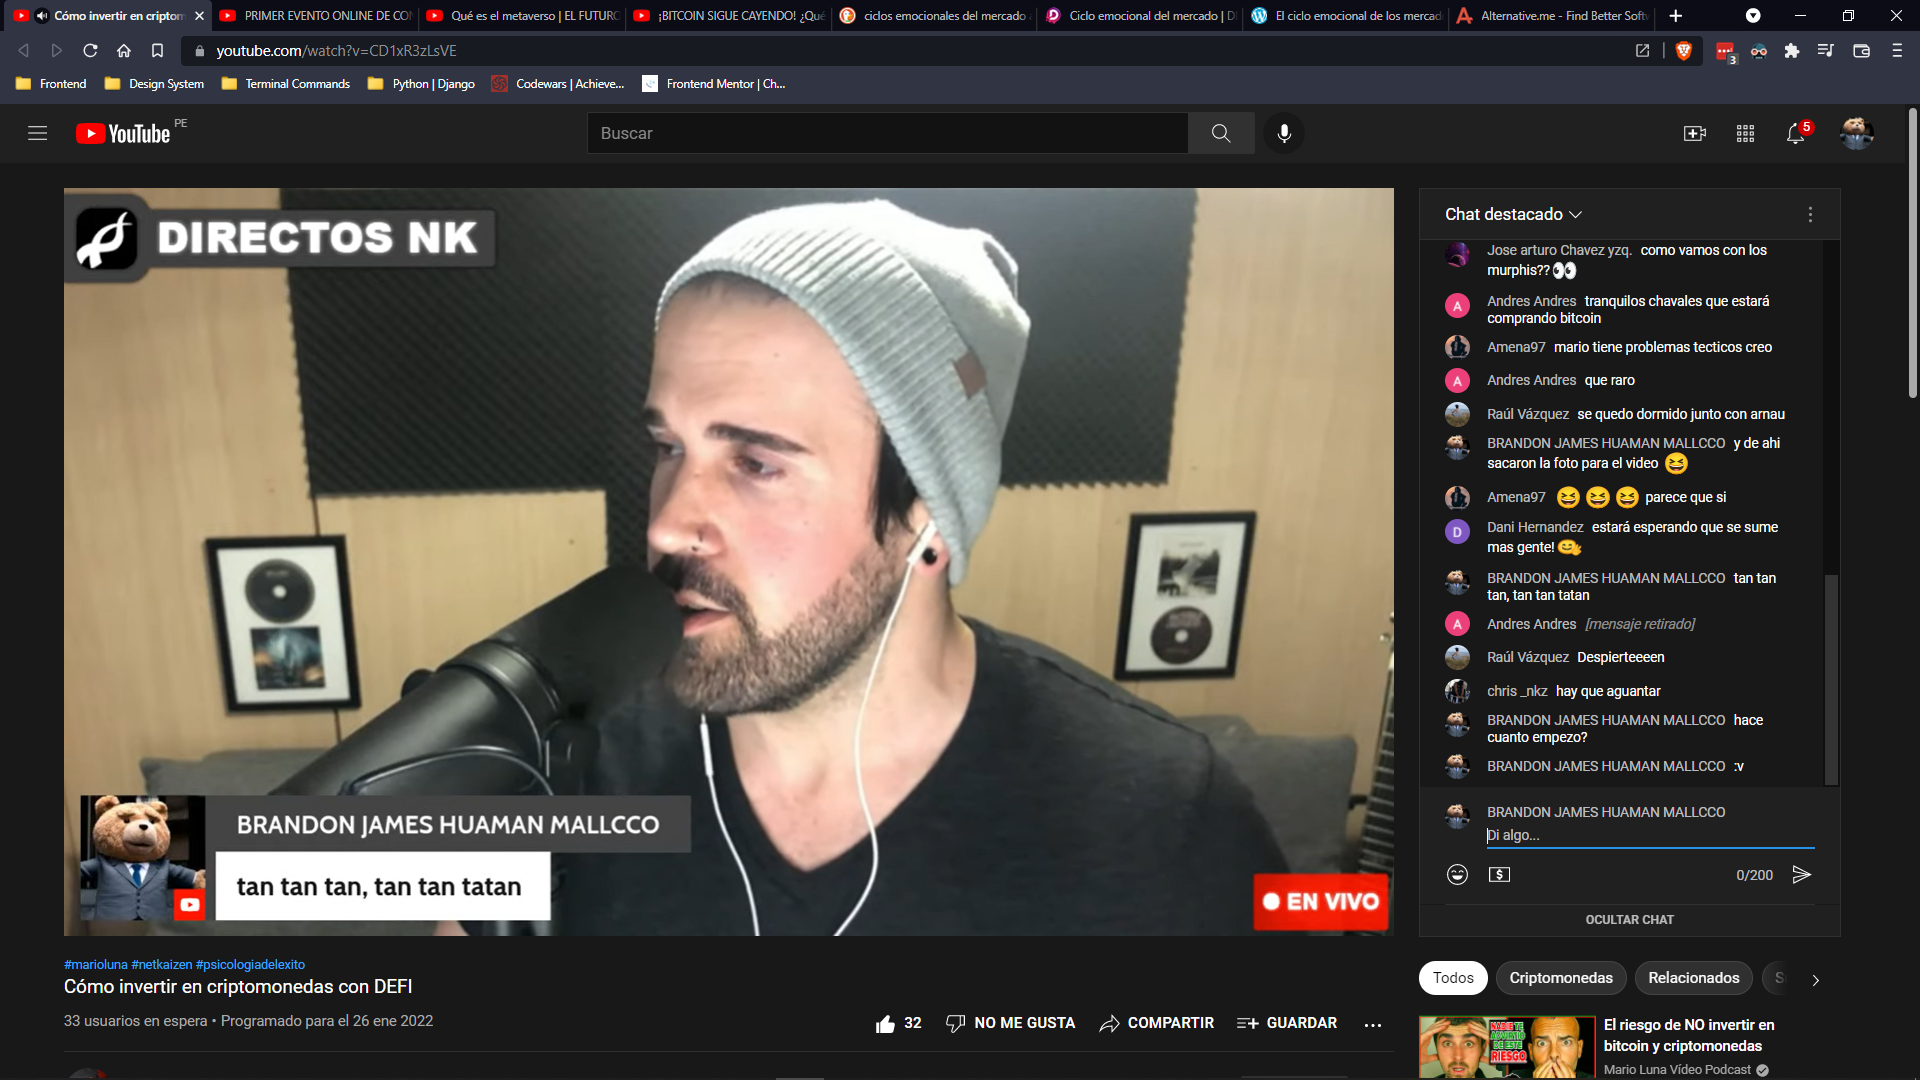 Cómo invertir en criptom
PRIMER EVENTO ONLINE DE CO
Qué es el metaverso | EL FUTURO
¡BITCOIN SIGUE CAYENDO! ¿Qué
ciclos emocionales del mercado
Ciclo emocional del mercado | D
El ciclo emocional de los mercad
Alternative.me - Find Better Softw
youtube.com/watch?v=CD1xR3zLsVE
3
Frontend
Design System
Terminal Commands
Python | Django
Codewars | Achieve...
Frontend Mentor | Ch...
YouTube
PE
Buscar
5
DIRECTOS NK
BRANDON JAMES HUAMAN MALLCCO
tan tan tan, tan tan tatan
EN VIVO
Chat destacado
Jose arturo Chavez yzq. como vamos con los
murphis?? 👀
A
Andres Andres tranquilos chavales que estará
comprando bitcoin
Amena97 mario tiene problemas tecticos creo
A
Andres Andres que raro
Raúl Vázquez se quedo dormido junto con arnau
BRANDON JAMES HUAMAN MALLCCO y de ahi
sacaron la foto para el video 😆
Amena97 😆 😆 😆 parece que si
D
Dani Hernandez estará esperando que se sume
mas gente!
BRANDON JAMES HUAMAN MALLCCO tan tan
tan, tan tan tatan
A
Andres Andres [mensaje retirado]
Raúl Vázquez Despierteeeen
chris _nkz hay que aguantar
BRANDON JAMES HUAMAN MALLCCO hace
cuanto empezo?
BRANDON JAMES HUAMAN MALLCCO :v
BRANDON JAMES HUAMAN MALLCCO
Di algo...
0/200
OCULTAR CHAT
#marioluna #netkaizen #psicologiadelexito
Cómo invertir en criptomonedas con DEFI
33 usuarios en espera • Programado para el 26 ene 2022
32
NO ME GUSTA
COMPARTIR
GUARDAR
Todos
Criptomonedas
Relacionados
S
NADIE TE
ADVIRTIÓ
DE ESTE
RIESGO
El riesgo de NO invertir en
bitcoin y criptomonedas
Mario Luna Vídeo Podcast